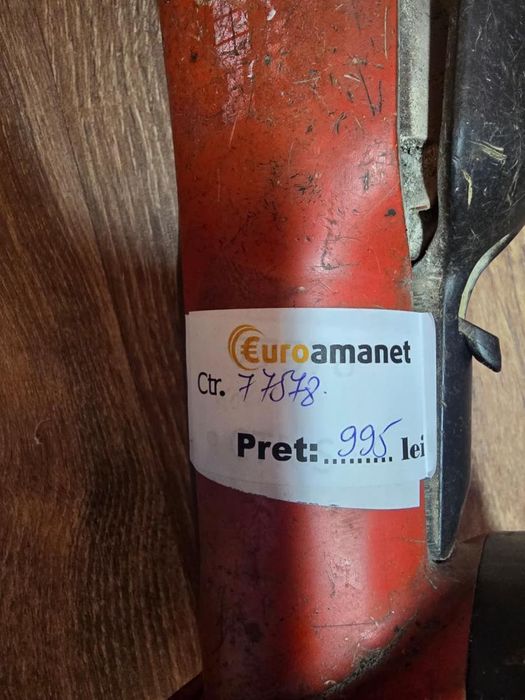 €uroamanet
Ctr. 77578.
Pret: 995 lei